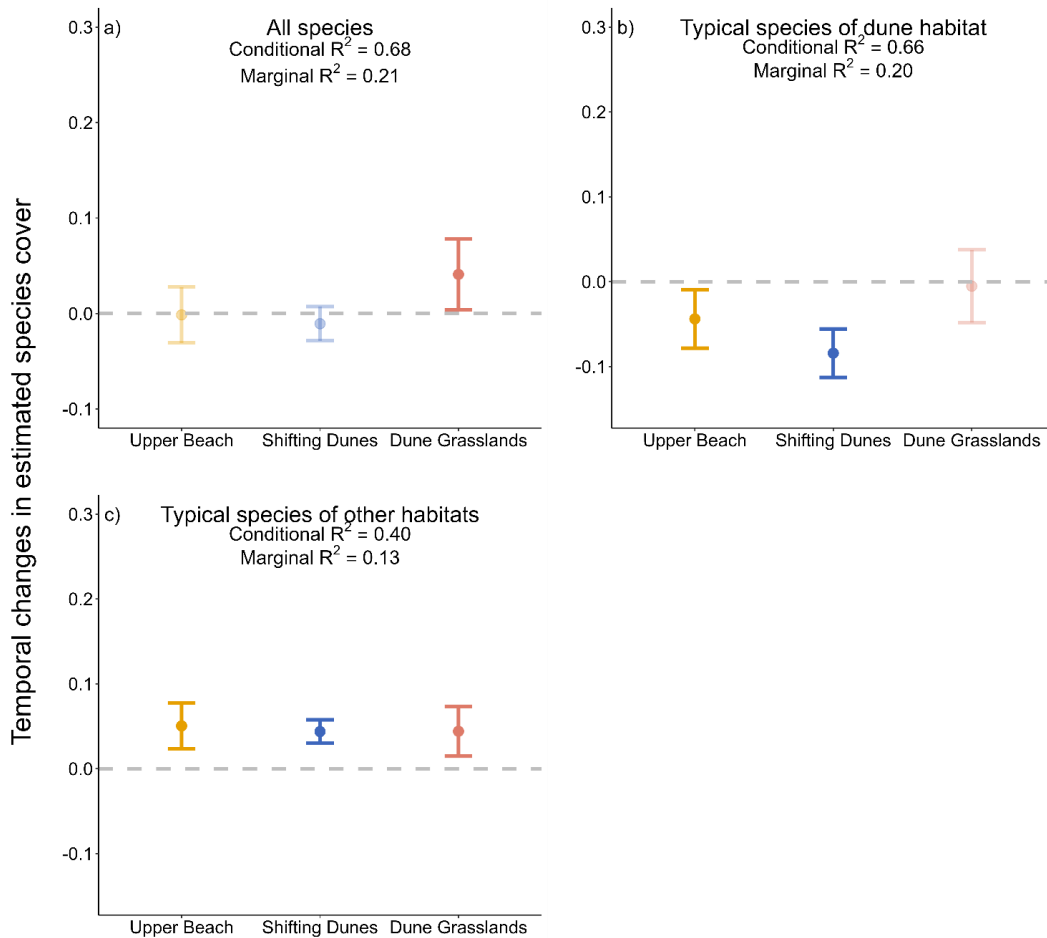 Temporal changes in estimated species cover
a)
All species
Conditional R² = 0.68
Marginal R² = 0.21
0.3
0.2
0.1
0.0
-0.1
Upper Beach
Shifting Dunes
Dune Grasslands
b)
Typical species of dune habitat
Conditional R² = 0.66
Marginal R² = 0.20
0.3
0.2
0.1
0.0
-0.1
Upper Beach
Shifting Dunes
Dune Grasslands
c)
Typical species of other habitats
Conditional R² = 0.40
Marginal R² = 0.13
0.3
0.2
0.1
0.0
-0.1
Upper Beach
Shifting Dunes
Dune Grasslands